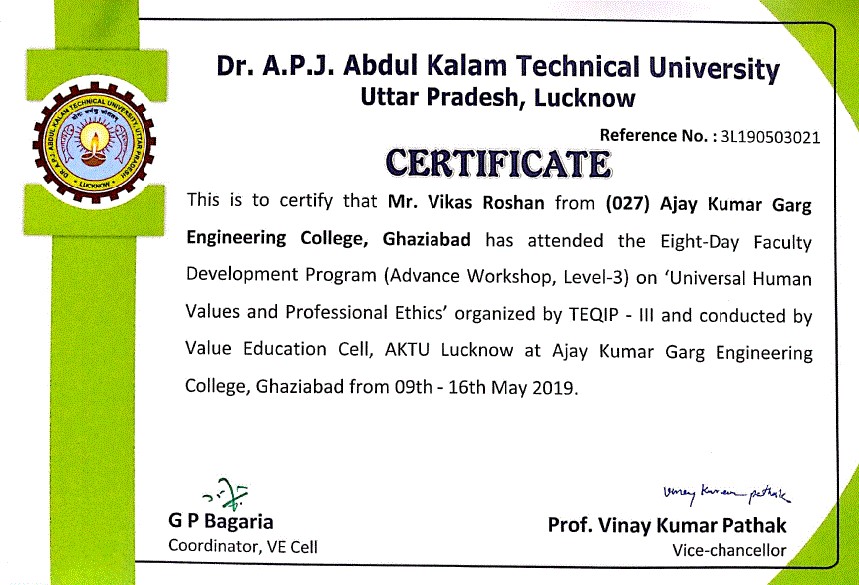 Dr. A.P.J. Abdul Kalam Technical University
Uttar Pradesh, Lucknow
Reference No. : 3L190503021
CERTIFICATE
DR. A.P.J. ABDUL KALAM TECHNICAL UNIVERSITY, UTTAR PRADESH
LUCKNOW
This is to certify that Mr. Vikas Roshan from (027) Ajay Kumar Garg
Engineering College, Ghaziabad has attended the Eight-Day Faculty
Development Program (Advance Workshop, Level-3) on ‘Universal Human
Values and Professional Ethics’ organized by TEQIP - III and conducted by
Value Education Cell, AKTU Lucknow at Ajay Kumar Garg Engineering
College, Ghaziabad from 09th - 16th May 2019.
vinay kumar pathak
G P Bagaria
Coordinator, VE Cell
Prof. Vinay Kumar Pathak
Vice-chancellor